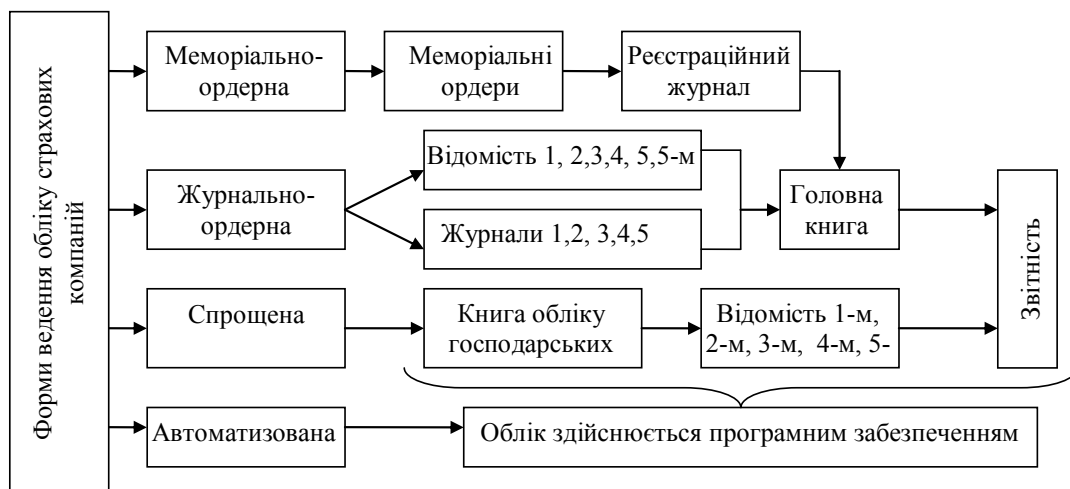 Форми ведення обліку страхових
компаній
Меморіально-
ордерна
Меморіальні
ордери
Реєстраційний
журнал
Журнально-
ордерна
Відомість 1, 2,3,4, 5,5-м
Журнали 1,2, 3,4,5
Головна
книга
Звітність
Спрощена
Книга обліку
господарських
Відомість 1-м,
2-м, 3-м, 4-м, 5-
Автоматизована
Облік здійснюється програмним забезпеченням